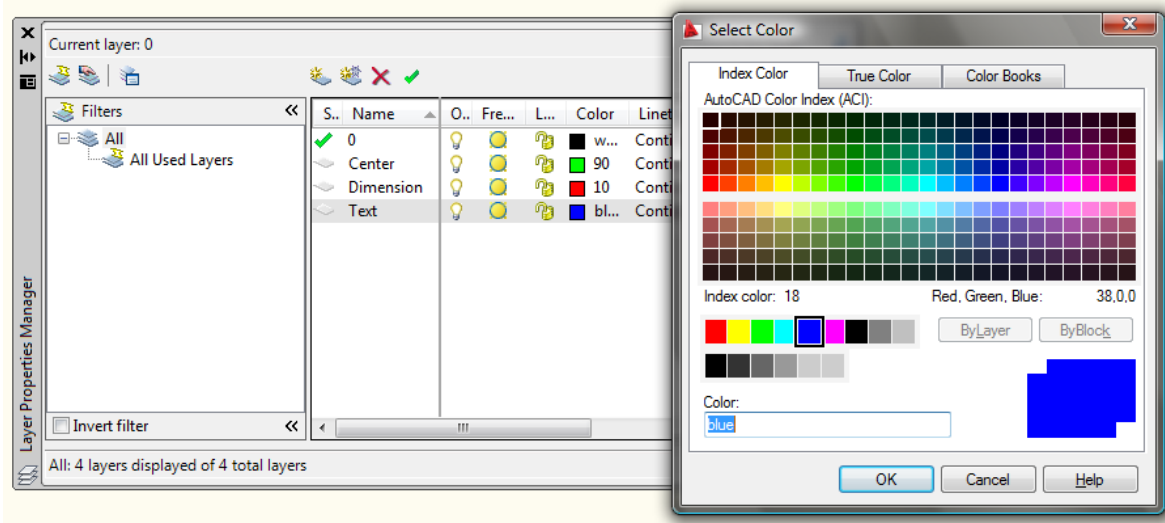 Current layer: 0
Filters
All
All Used Layers
Invert filter
S.. Name O.. Fre... L... Color Linet
0 w... Conti
Center 90 Conti
Dimension 10 Conti
Text bl... Conti
All: 4 layers displayed of 4 total layers
Layer Properties Manager
Select Color
Index Color True Color Color Books
AutoCAD Color Index (ACI):
Index color: 18 Red, Green, Blue: 38,0,0
ByLayer ByBlock
Color:
blue
OK Cancel Help